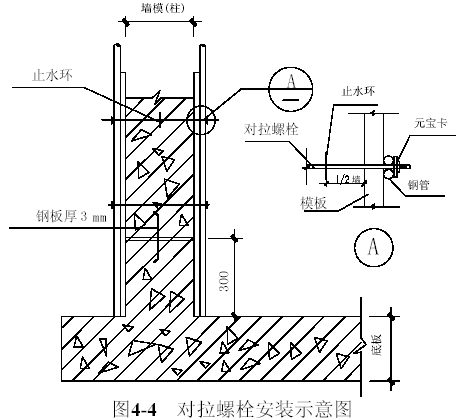 墙模(柱)
止水环
A
止水环
元宝卡
对拉螺栓
1/2墙
钢管
模板
钢板厚3mm
A
300
底板
图4-4 对拉螺栓安装示意图